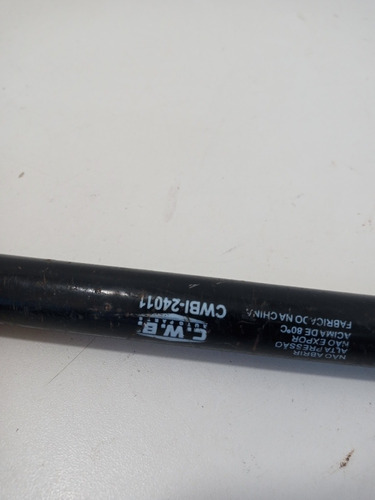 C.W.B
CWBI-24011
NÃO ABRIR
ALTA PRESSÃO
NÃO EXPOR
ACIMA DE 80ºC
FABRICADO NA CHINA